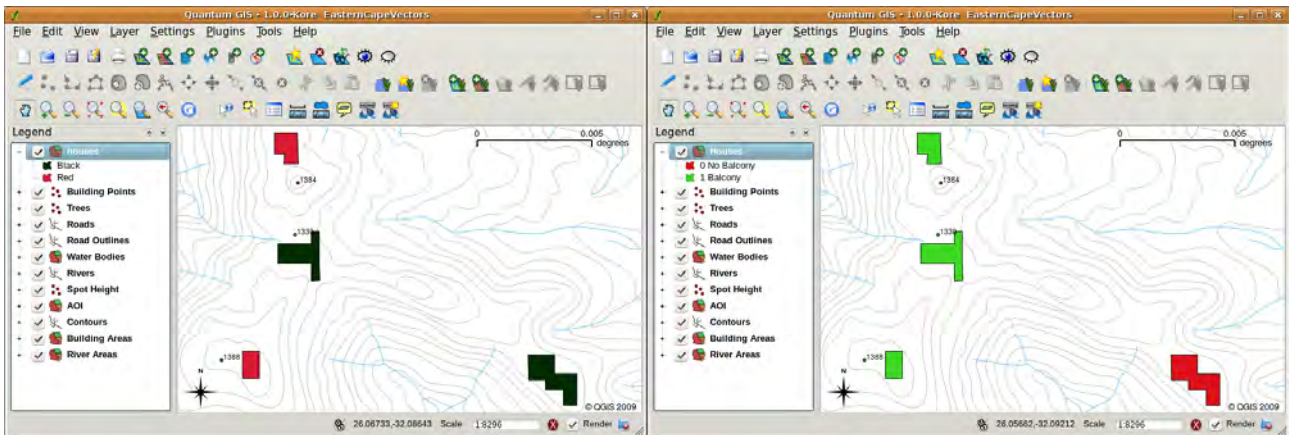 Quantum GIS - 1.0.0-Kore EasternCapeVectors
File Edit View Layer Settings Plugins Tools Help
Legend
Houses
Black
Red
Building Points
Trees
Roads
Road Outlines
Water Bodies
Rivers
Spot Height
AOI
Contours
Building Areas
River Areas
0 0.005
degrees
1384
1388
N
© QGIS 2009
26.06733,-32.08643 Scale 1:8296 Render
Quantum GIS - 1.0.0-Kore EasternCapeVectors
File Edit View Layer Settings Plugins Tools Help
Legend
Houses
0 No Balcony
1 Balcony
Building Points
Trees
Roads
Road Outlines
Water Bodies
Rivers
Spot Height
AOI
Contours
Building Areas
River Areas
0 0.005
degrees
1384
1388
N
© QGIS 2009
26.05662,-32.09212 Scale 1:8296 Render